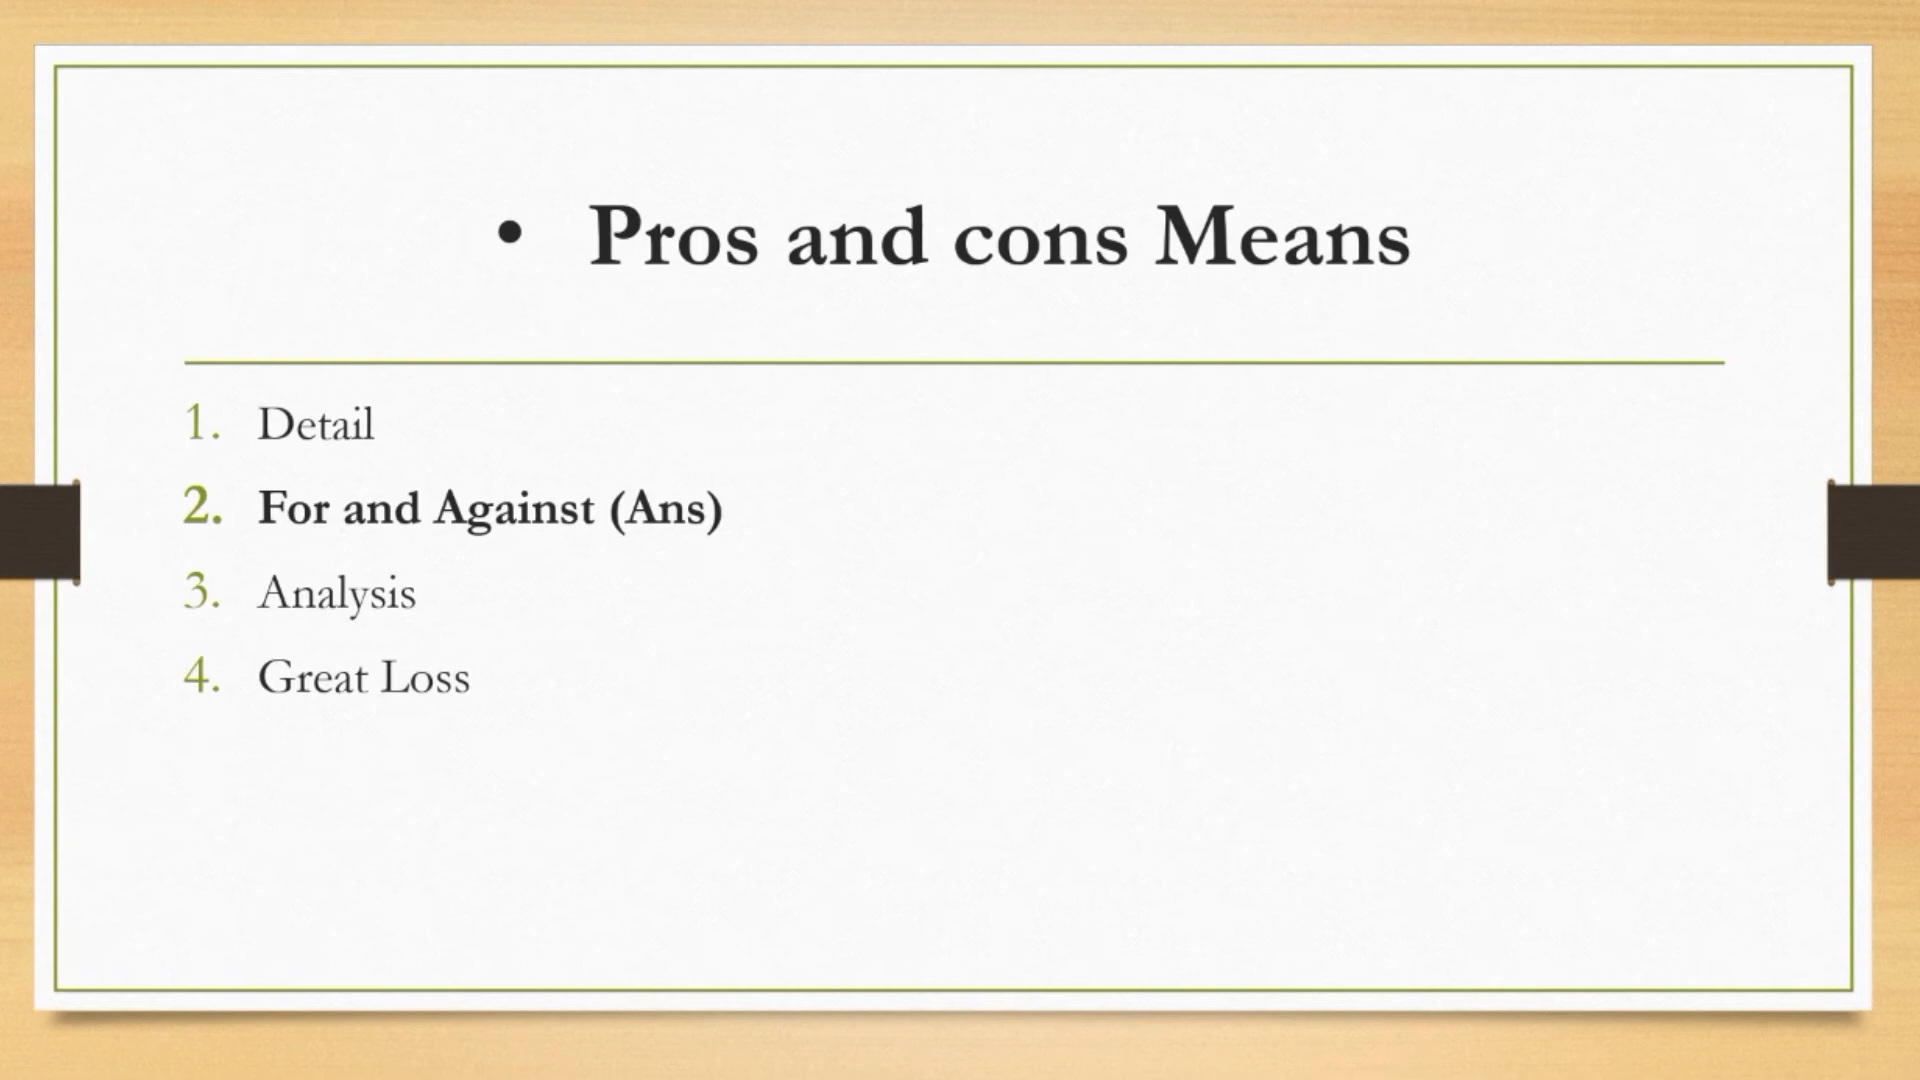 • Pros and cons Means
1. Detail
2. For and Against (Ans)
3. Analysis
4. Great Loss